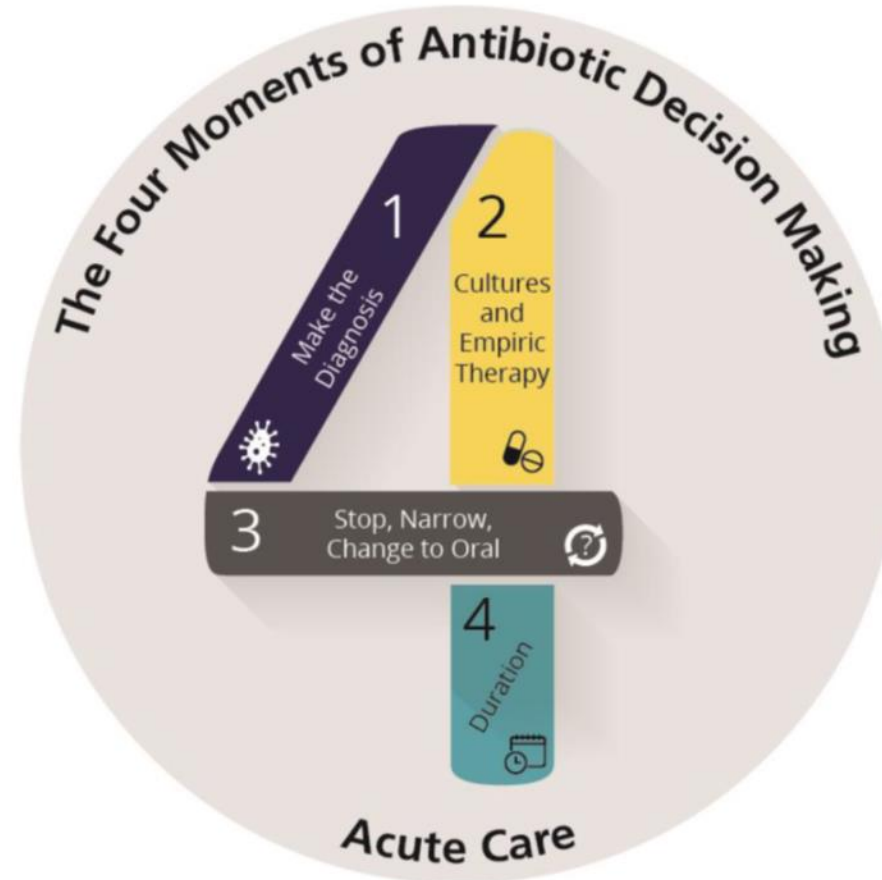 The Four Moments of Antibiotic Decision Making
1
Make the
Diagnosis
2
Cultures
and
Empiric
Therapy
3
Stop, Narrow,
Change to Oral
?
4
Duration
Acute Care